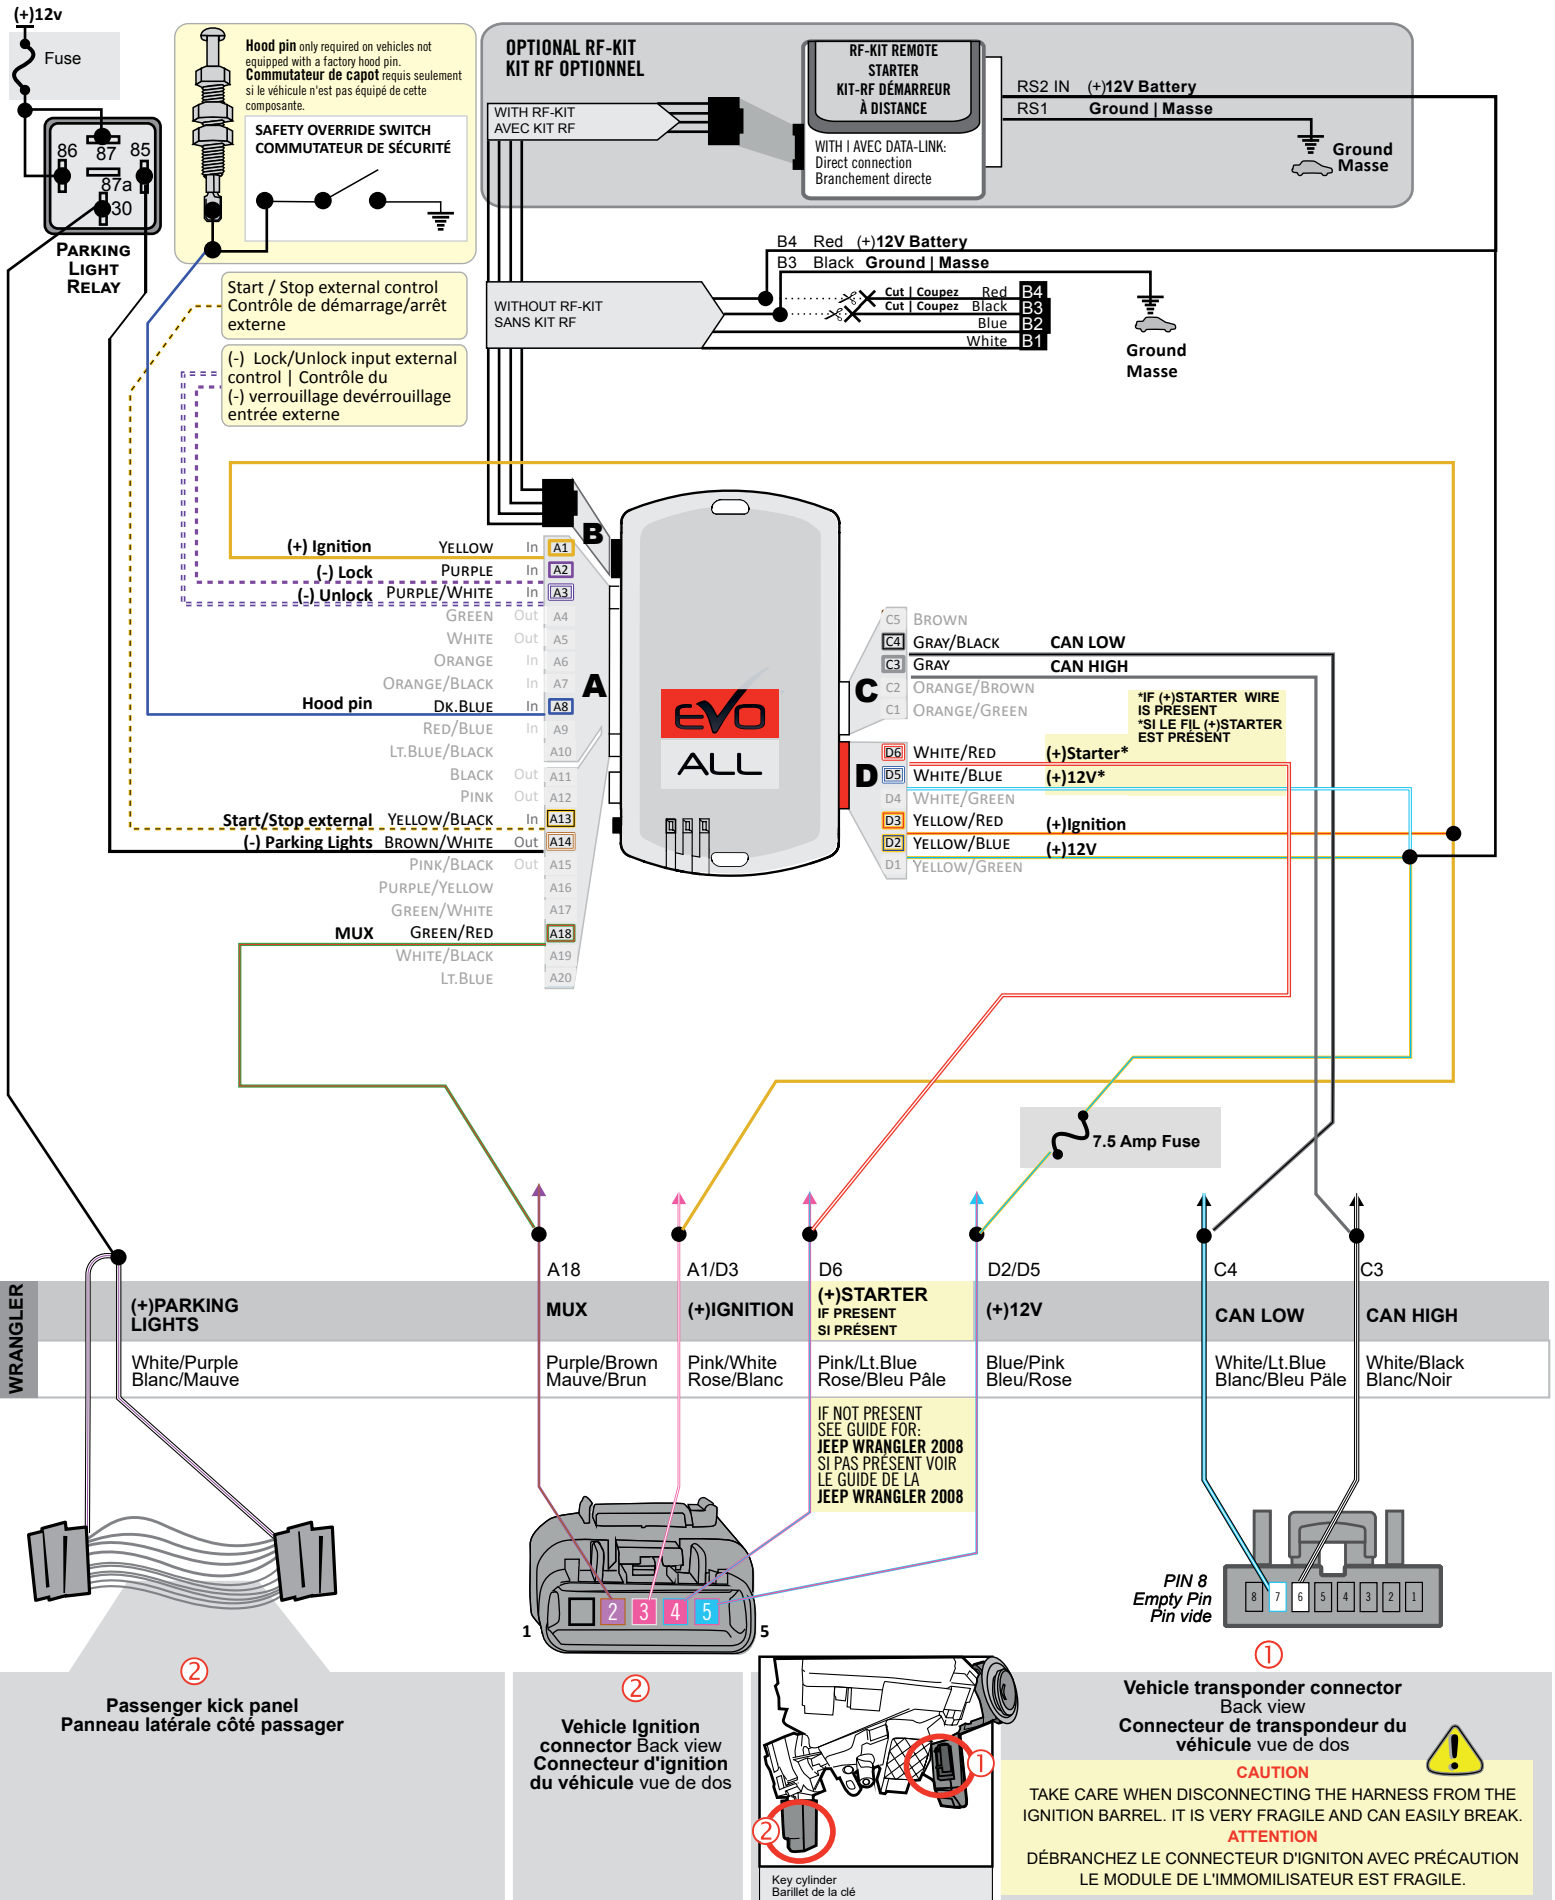 (+)12v
Fuse
86
87
85
87a
30
PARKING
LIGHT
RELAY
Hood pin only required on vehicles not
equipped with a factory hood pin.
Commutateur de capot requis seulement
si le véhicule n'est pas équipé de cette
composante.
SAFETY OVERRIDE SWITCH
COMMUTATEUR DE SÉCURITÉ
OPTIONAL RF-KIT
KIT RF OPTIONNEL
WITH RF-KIT
AVEC KIT RF
RF-KIT REMOTE
STARTER
KIT-RF DÉMARREUR
À DISTANCE
WITH | AVEC DATA-LINK:
Direct connection
Branchement directe
RS2 IN (+)12V Battery
RS1 Ground | Masse
Ground
Masse
Start / Stop external control
Contrôle de démarrage/arrêt
externe
(-) Lock/Unlock input external
control | Contrôle du
(-) verrouillage devérrouillage
entrée externe
WITHOUT RF-KIT
SANS KIT RF
B4 Red (+)12V Battery
B3 Black Ground | Masse
Cut | Coupez Red B4
Cut | Coupez Black B3
Blue B2
White B1
Ground
Masse
B
A
C
D
EVO
ALL
(+) Ignition YELLOW In A1
(-) Lock PURPLE In A2
(-) Unlock PURPLE/WHITE In A3
GREEN Out A4
WHITE Out A5
ORANGE In A6
ORANGE/BLACK In A7
Hood pin DK.BLUE In A8
RED/BLUE In A9
LT.BLUE/BLACK A10
BLACK Out A11
PINK Out A12
Start/Stop external YELLOW/BLACK In A13
(-) Parking Lights BROWN/WHITE Out A14
PINK/BLACK Out A15
PURPLE/YELLOW A16
GREEN/WHITE A17
MUX GREEN/RED A18
WHITE/BLACK A19
LT.BLUE A20
C5 BROWN
C4 GRAY/BLACK CAN LOW
C3 GRAY CAN HIGH
C2 ORANGE/BROWN
C1 ORANGE/GREEN
*IF (+)STARTER WIRE
IS PRESENT
*SI LE FIL (+)STARTER
EST PRÉSENT
D6 WHITE/RED (+)Starter*
D5 WHITE/BLUE (+)12V*
D4 WHITE/GREEN
D3 YELLOW/RED (+)Ignition
D2 YELLOW/BLUE (+)12V
D1 YELLOW/GREEN
7.5 Amp Fuse
A18
A1/D3
D6
D2/D5
C4
C3
WRANGLER
(+)PARKING
LIGHTS
MUX
(+)IGNITION
(+)STARTER
IF PRESENT
SI PRÉSENT
(+)12V
CAN LOW
CAN HIGH
White/Purple
Blanc/Mauve
Purple/Brown
Mauve/Brun
Pink/White
Rose/Blanc
Pink/Lt.Blue
Rose/Bleu Pâle
Blue/Pink
Bleu/Rose
White/Lt.Blue
Blanc/Bleu Päle
White/Black
Blanc/Noir
IF NOT PRESENT
SEE GUIDE FOR:
JEEP WRANGLER 2008
SI PAS PRÉSENT VOIR
LE GUIDE DE LA
JEEP WRANGLER 2008
2 3 4 5
1 5
PIN 8
Empty Pin
Pin vide
8 7 6 5 4 3 2 1
2
Passenger kick panel
Panneau latérale côté passager
2
Vehicle Ignition
connector Back view
Connecteur d'ignition
du véhicule vue de dos
1
2
Key cylinder
Barillet de la clé
1
Vehicle transponder connector
Back view
Connecteur de transpondeur du
véhicule vue de dos
CAUTION
TAKE CARE WHEN DISCONNECTING THE HARNESS FROM THE
IGNITION BARREL. IT IS VERY FRAGILE AND CAN EASILY BREAK.
ATTENTION
DÉBRANCHEZ LE CONNECTEUR D'IGNITON AVEC PRÉCAUTION
LE MODULE DE L'IMMOMILISATEUR EST FRAGILE.